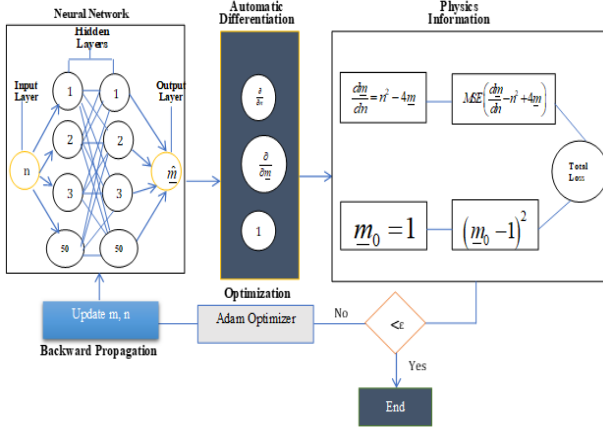 Neural Network
Hidden
Layers
Input
Layer
Output
Layer
n
1
2
3
50
1
2
3
50
m̂
Automatic
Differentiation
∂/∂n
∂/∂m
1
Physics
Information
dm/dn = n² − 4m
MSE(dm/dn − n² + 4m)
m₀ = 1
(m₀ − 1)²
Total
Loss
Optimization
Adam Optimizer
Update m, n
Backward Propagation
No
<ε
Yes
End